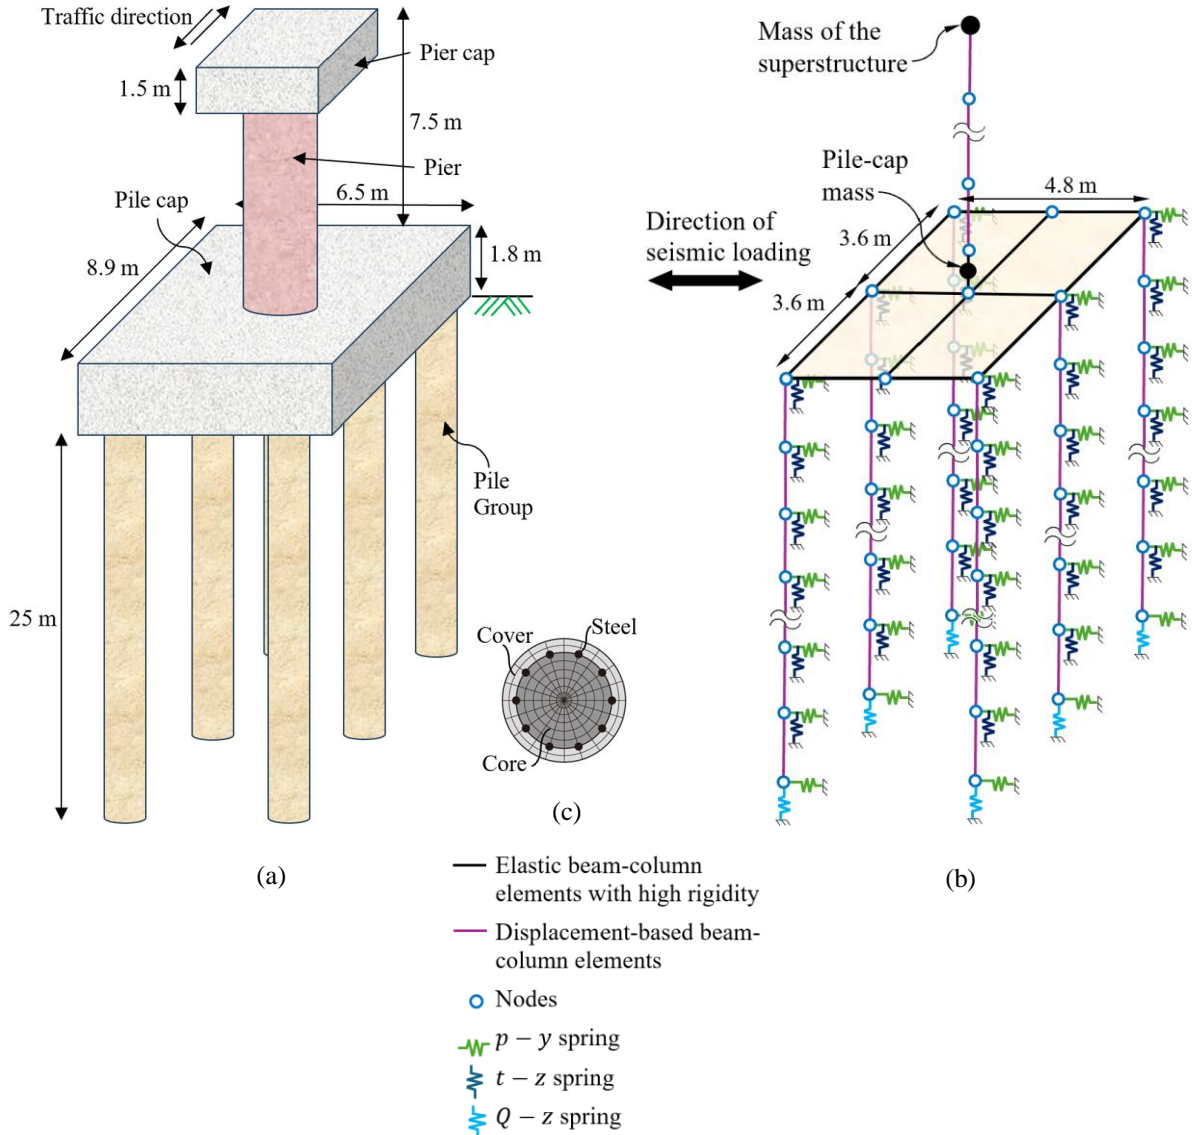 Traffic direction
Pier cap
1.5 m
7.5 m
Pier
6.5 m
Pile cap
1.8 m
8.9 m
Pile
Group
25 m
Cover
Steel
Core
(c)
(a)
Mass of the
superstructure
Pile-cap
mass
4.8 m
Direction of
seismic loading
3.6 m
3.6 m
(b)
Elastic beam-column
elements with high rigidity
Displacement-based beam-
column elements
Nodes
p − y spring
t − z spring
Q − z spring